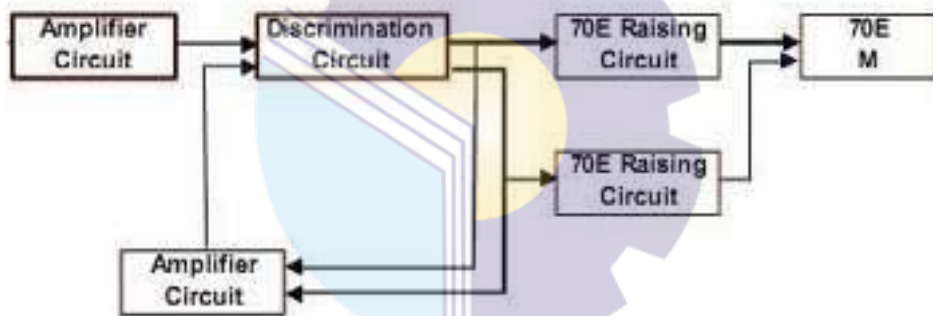 Amplifier
Circuit
Discrimination
Circuit
70E Raising
Circuit
70E
M
70E Raising
Circuit
Amplifier
Circuit